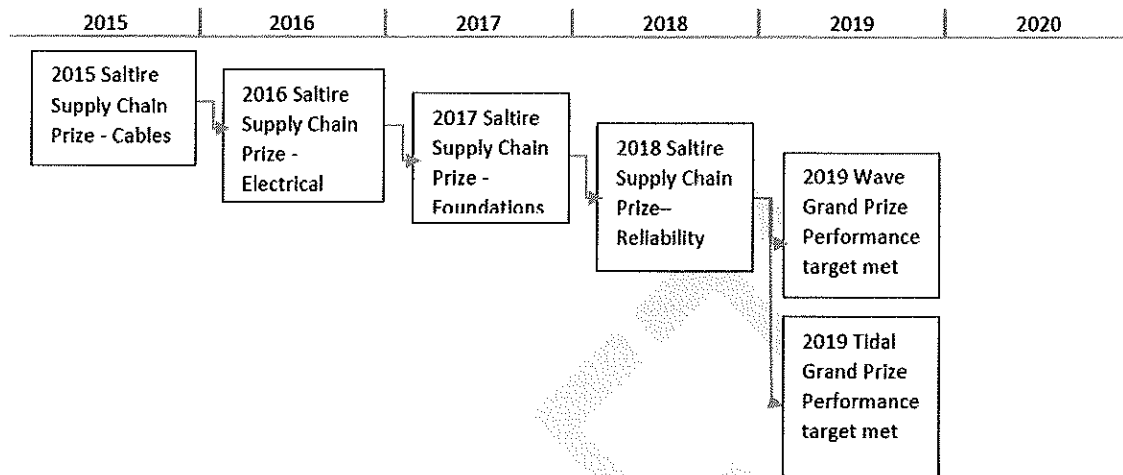 2015 2016 2017 2018 2019 2020
2015 Saltire
Supply Chain
Prize - Cables
2016 Saltire
Supply Chain
Prize -
Electrical
2017 Saltire
Supply Chain
Prize -
Foundations
2018 Saltire
Supply Chain
Prize–
Reliability
2019 Wave
Grand Prize
Performance
target met
2019 Tidal
Grand Prize
Performance
target met